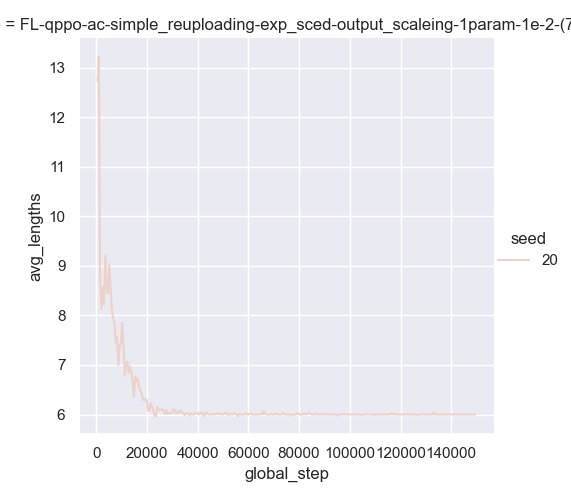 = FL-qppo-ac-simple_reuploading-exp_sced-output_scaleing-1param-1e-2-(7
13
12
11
10
9
8
7
6
avg_lengths
0 20000 40000 60000 80000 100000 120000 140000
global_step
seed
20